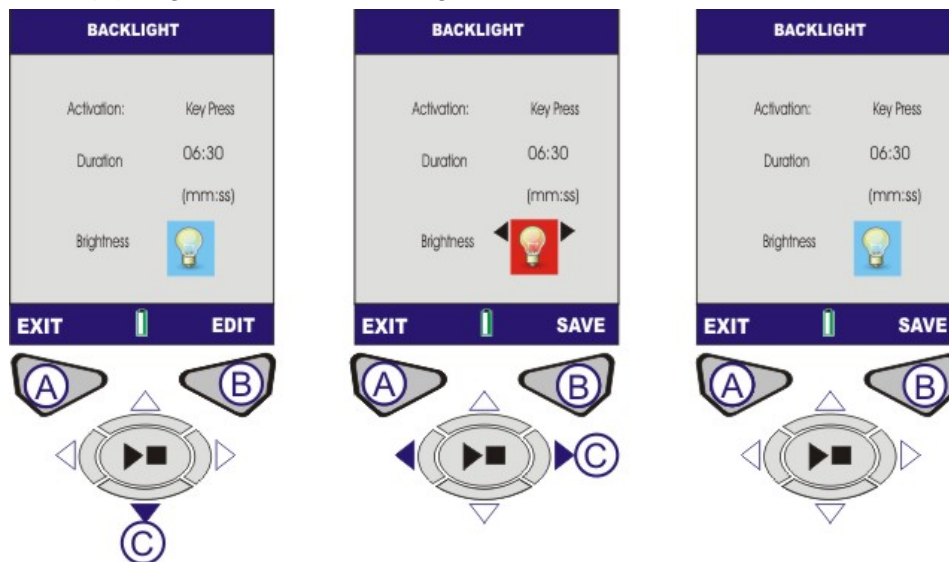 BACKLIGHT
Activation: Key Press
Duration 06:30
(mm:ss)
Brightness
EXIT EDIT
A B
C
BACKLIGHT
Activation: Key Press
Duration 06:30
(mm:ss)
Brightness
EXIT SAVE
A B
C
BACKLIGHT
Activation: Key Press
Duration 06:30
(mm:ss)
Brightness
EXIT SAVE
A B